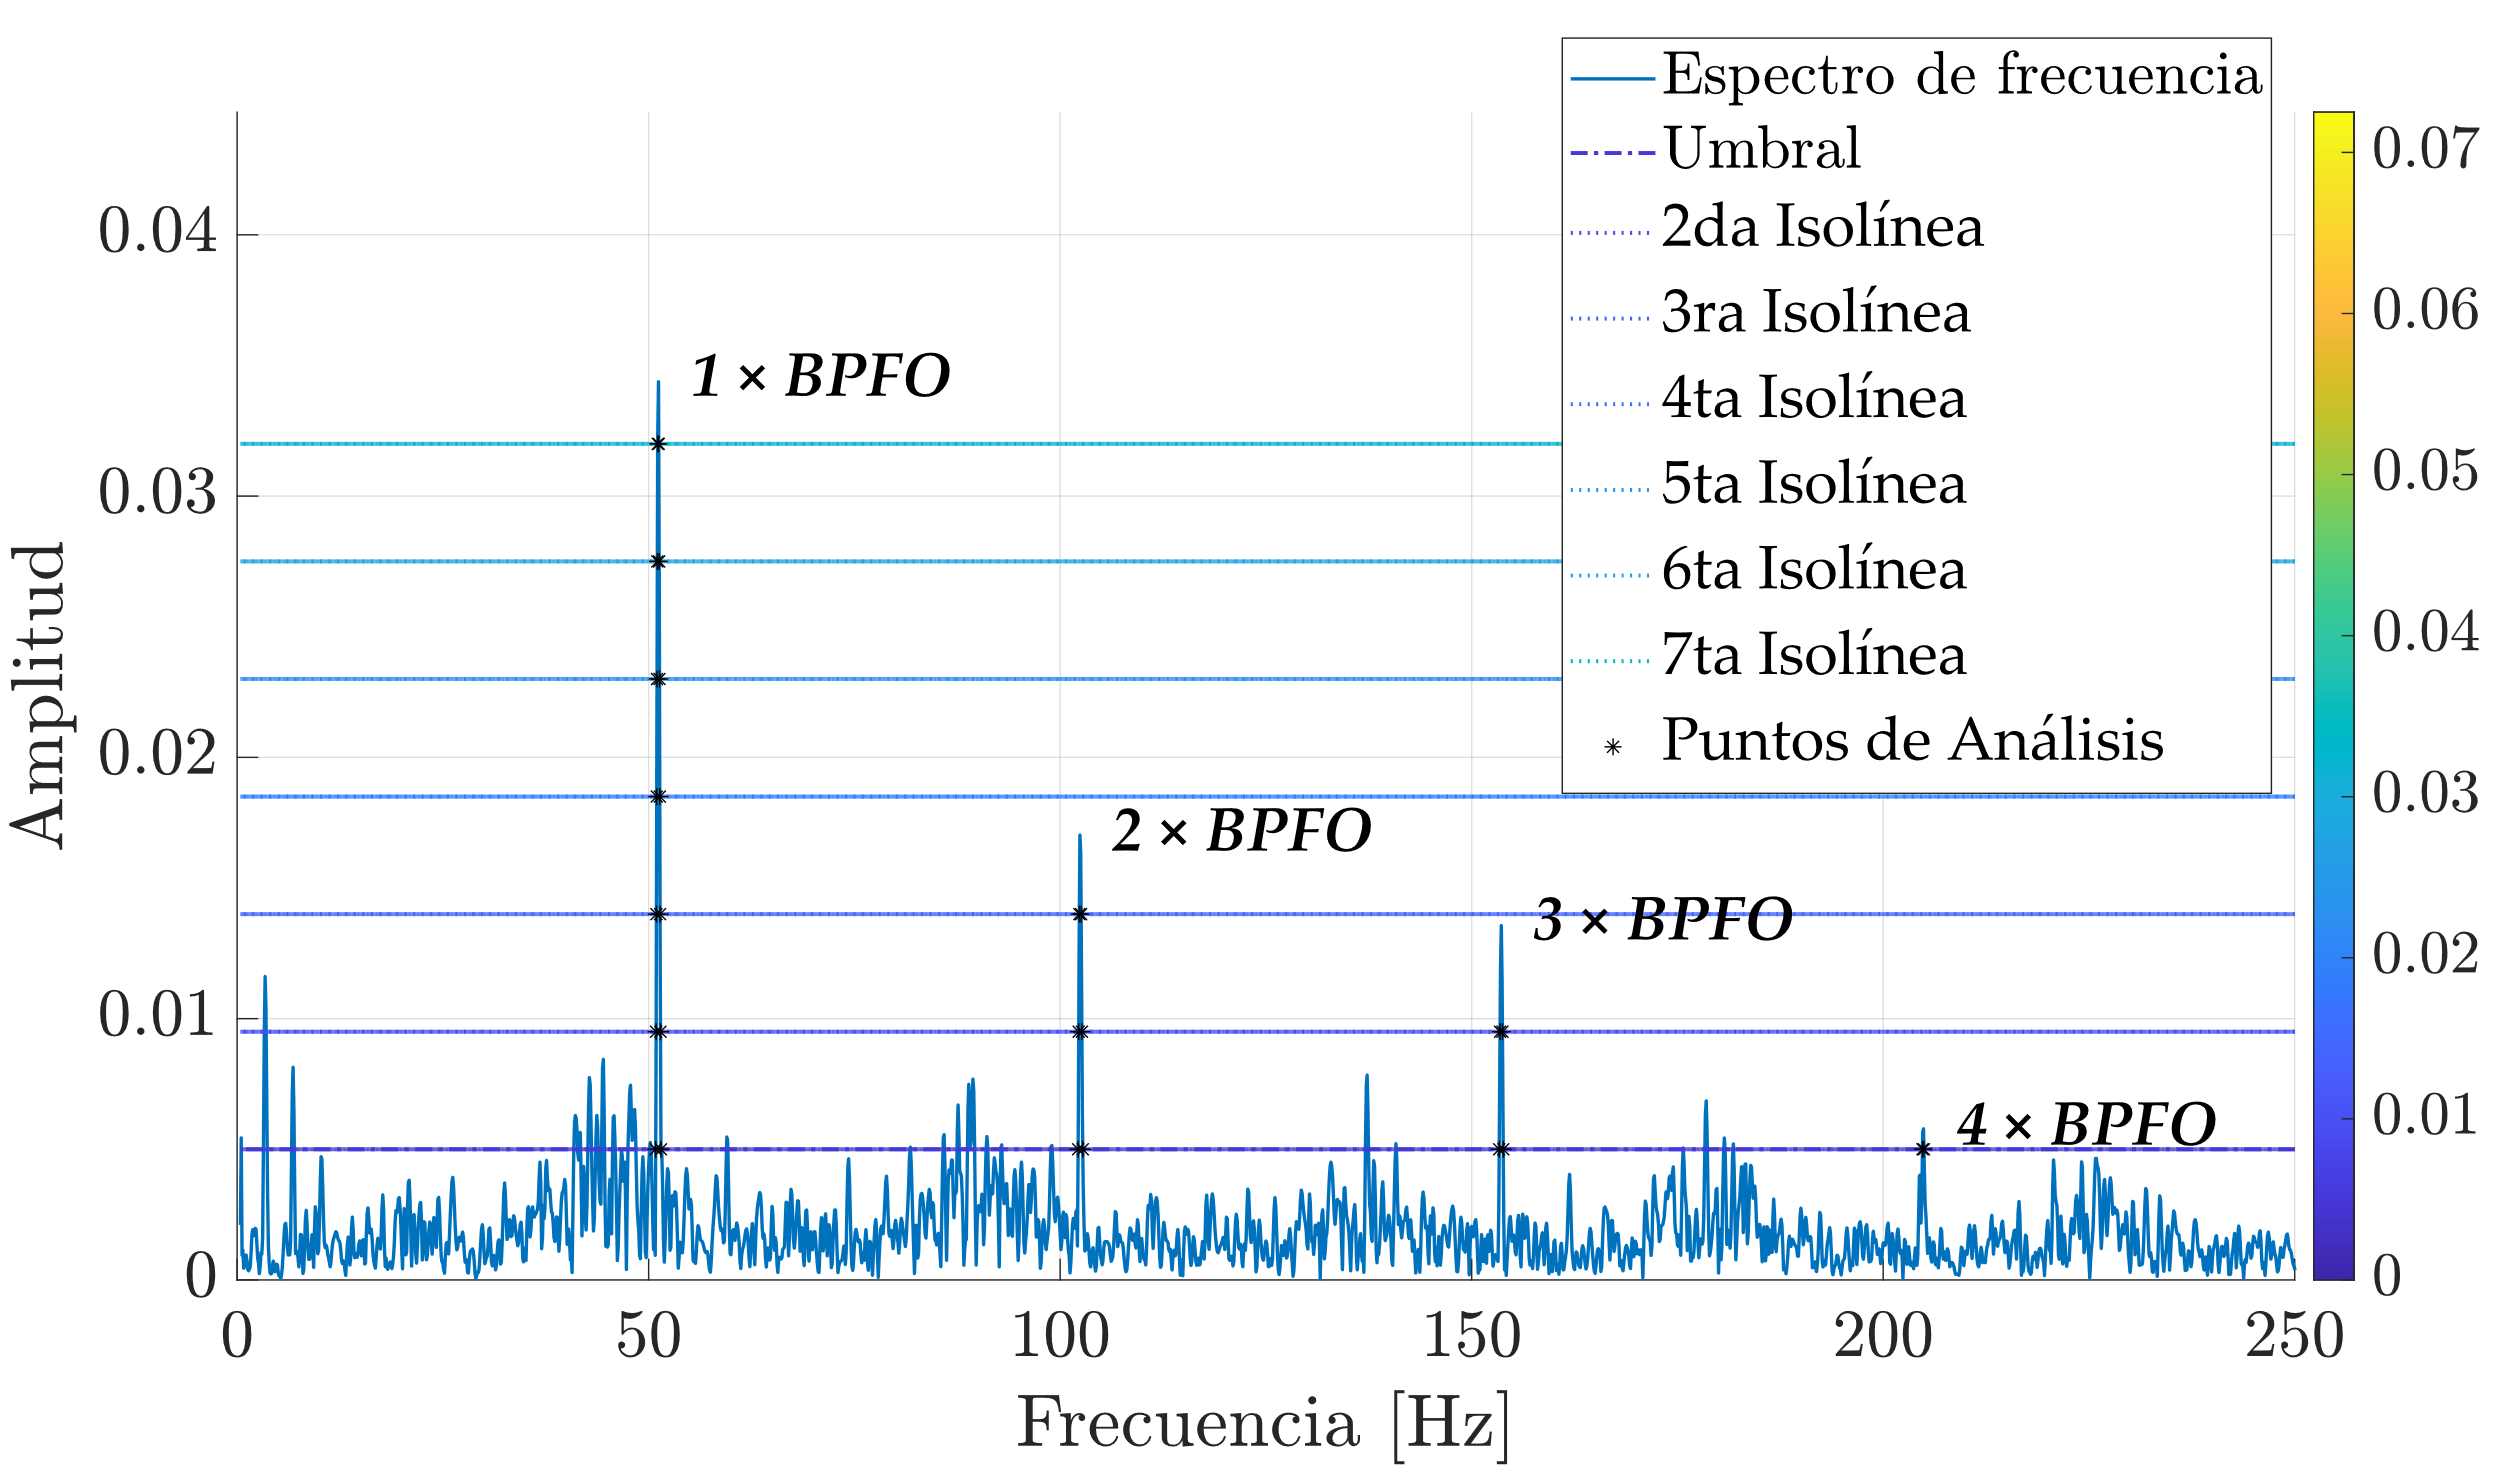 Espectro de frecuencia
Umbral
2da Isolínea
3ra Isolínea
4ta Isolínea
5ta Isolínea
6ta Isolínea
7ta Isolínea
Puntos de Análisis
1 × BPFO
2 × BPFO
3 × BPFO
4 × BPFO
Amplitud
0.04
0.03
0.02
0.01
0
0 50 100 150 200 250
Frecuencia [Hz]
0.07
0.06
0.05
0.04
0.03
0.02
0.01
0